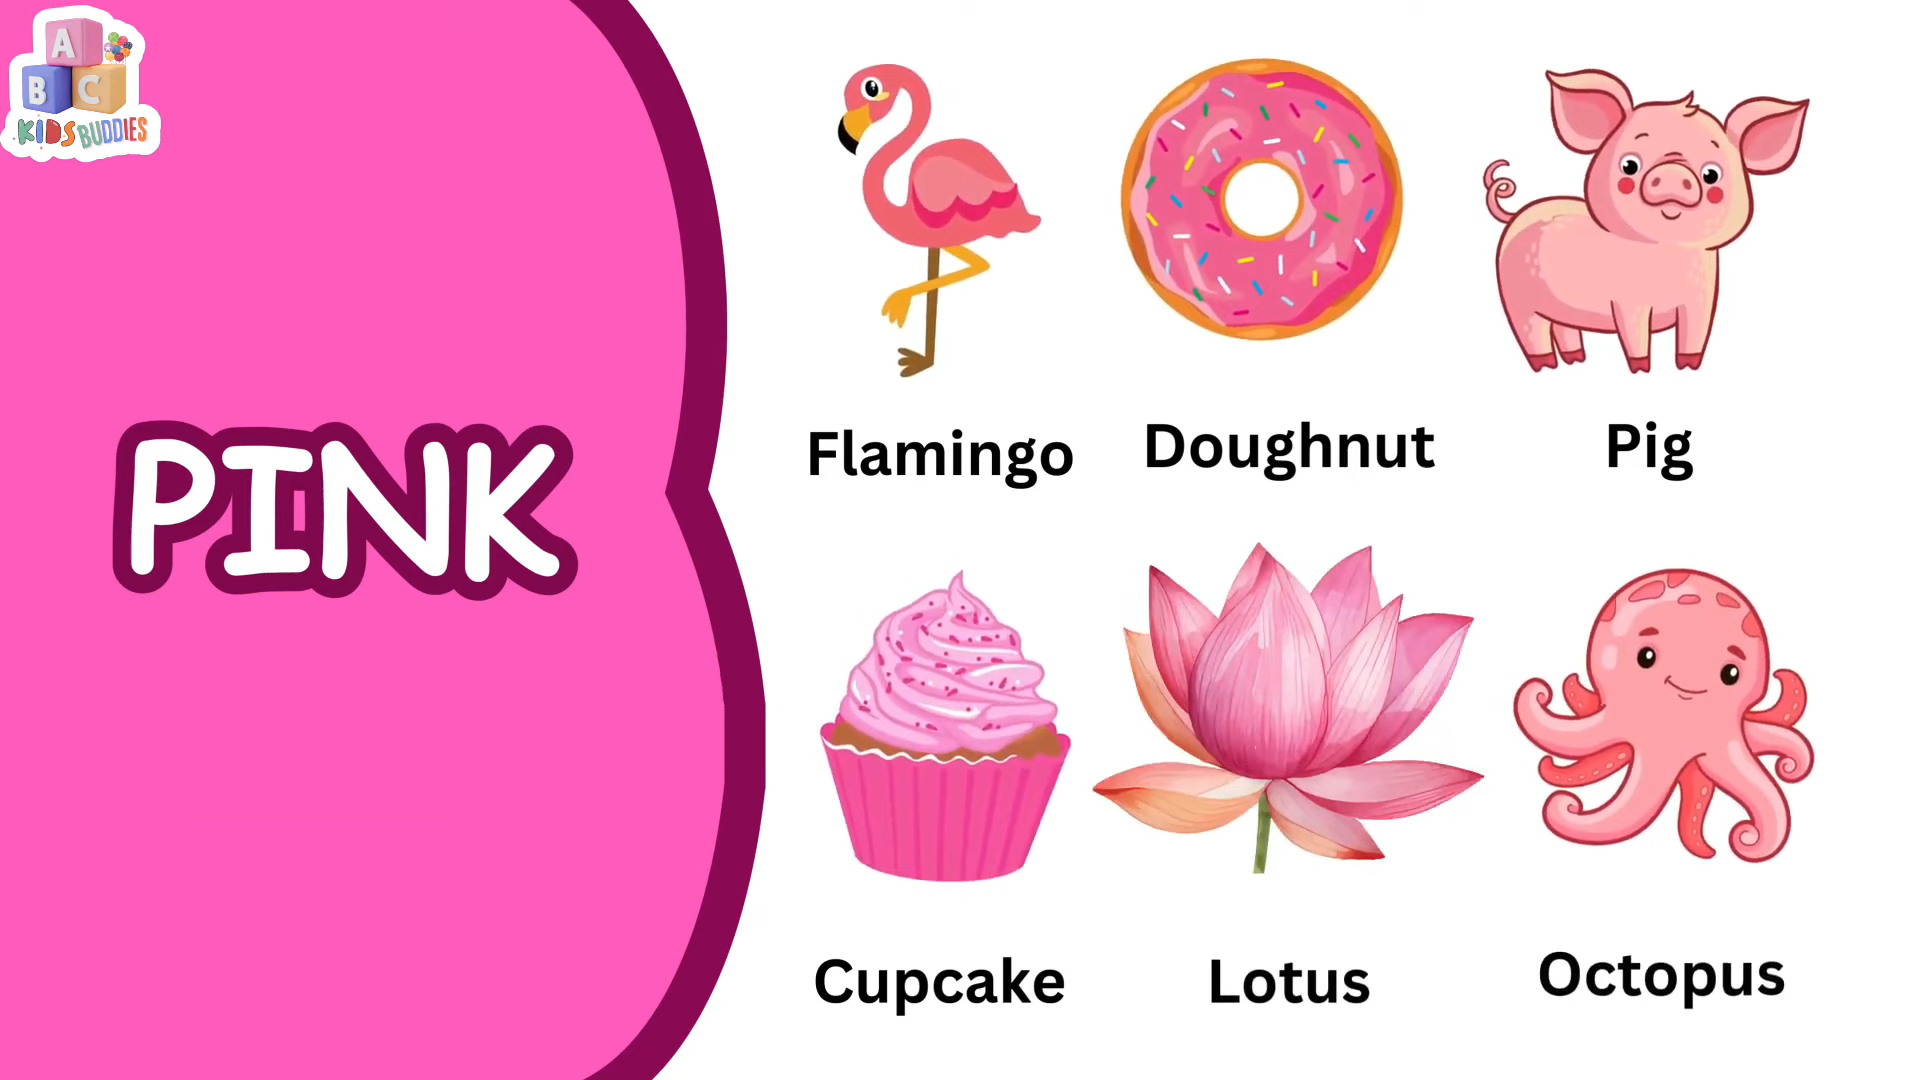 A
B C
KIDS BUDDIES
PINK
Flamingo Doughnut Pig
Cupcake Lotus Octopus